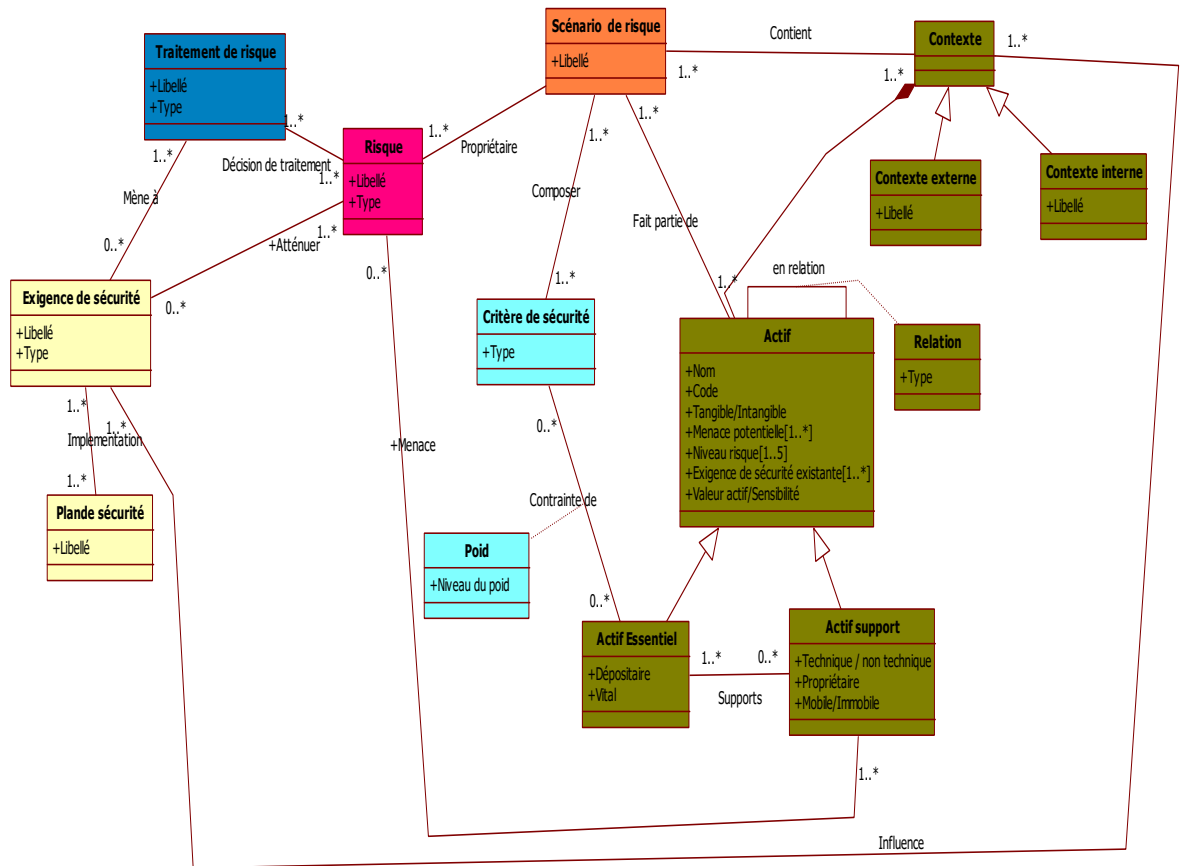 Scénario de risque
+Libellé
1..*
1..*
1..*
Contient
Contexte
1..*
1..*
Traitement de risque
+Libellé
+Type
1..*
1..*
Décision de traitement
1..*
Risque
+Libellé
+Type
1..*
Propriétaire
1..*
0..*
Mène à
0..*
+Atténuer
0..*
Composer
1..*
Fait partie de
1..*
Contexte externe
+Libellé
Contexte interne
+Libellé
en relation
Exigence de sécurité
+Libellé
+Type
1..*
1..*
Implementation
1..*
Plande sécurité
+Libellé
Critère de sécurité
+Type
0..*
Contrainte de
0..*
Poid
+Niveau du poid
+Menace
Actif
+Nom
+Code
+Tangible/Intangible
+Menace potentielle[1..*]
+Niveau risque[1..5]
+Exigence de sécurité existante[1..*]
+Valeur actif/Sensibilité
Relation
+Type
Actif Essentiel
+Dépositaire
+Vital
1..*
0..*
Supports
Actif support
+Technique / non technique
+Propriétaire
+Mobile/Immobile
1..*
Influence